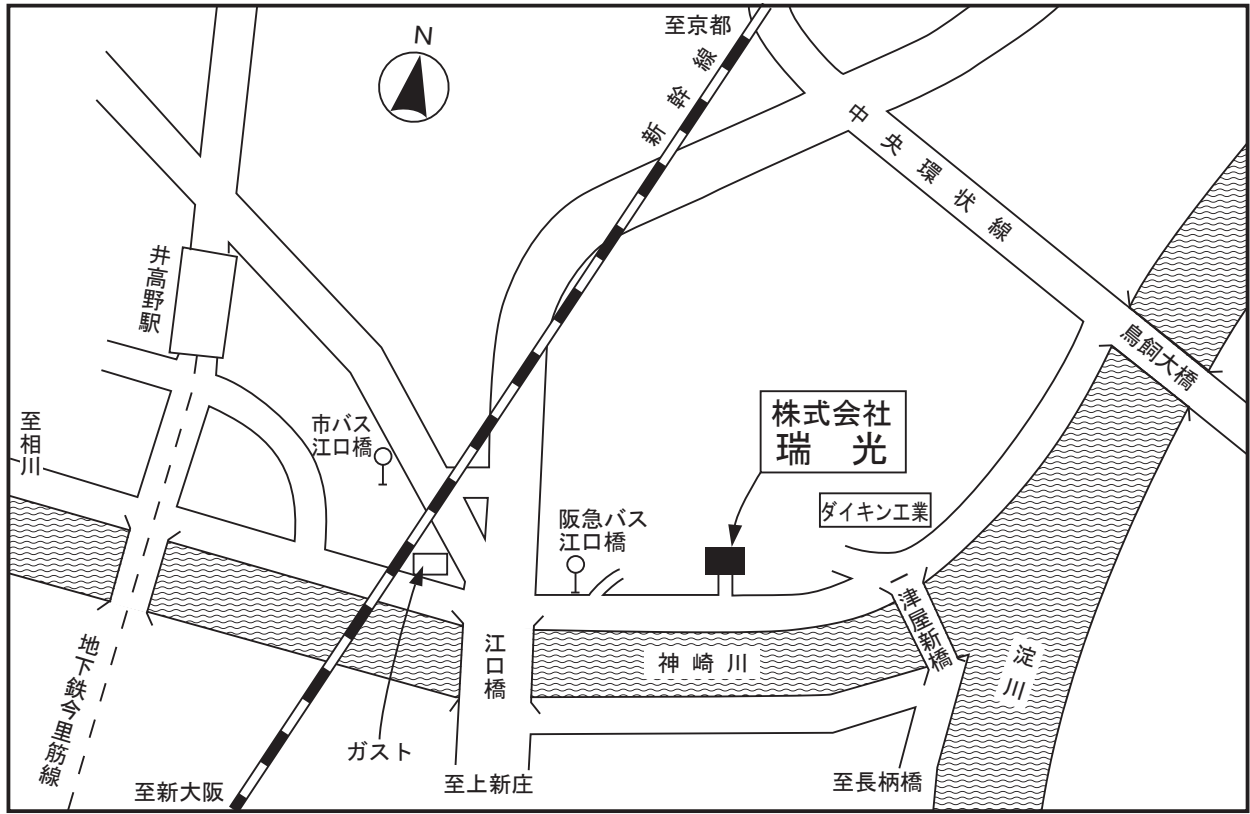 至京都
N
新幹線
中央環状線
井高野駅
鳥飼大橋
株式会社
瑞 光
至相川
市バス
江口橋
ダイキン工業
阪急バス
江口橋
津屋新橋
地下鉄今里筋線
江口橋
神崎川
淀川
ガスト
至新大阪
至上新庄
至長柄橋